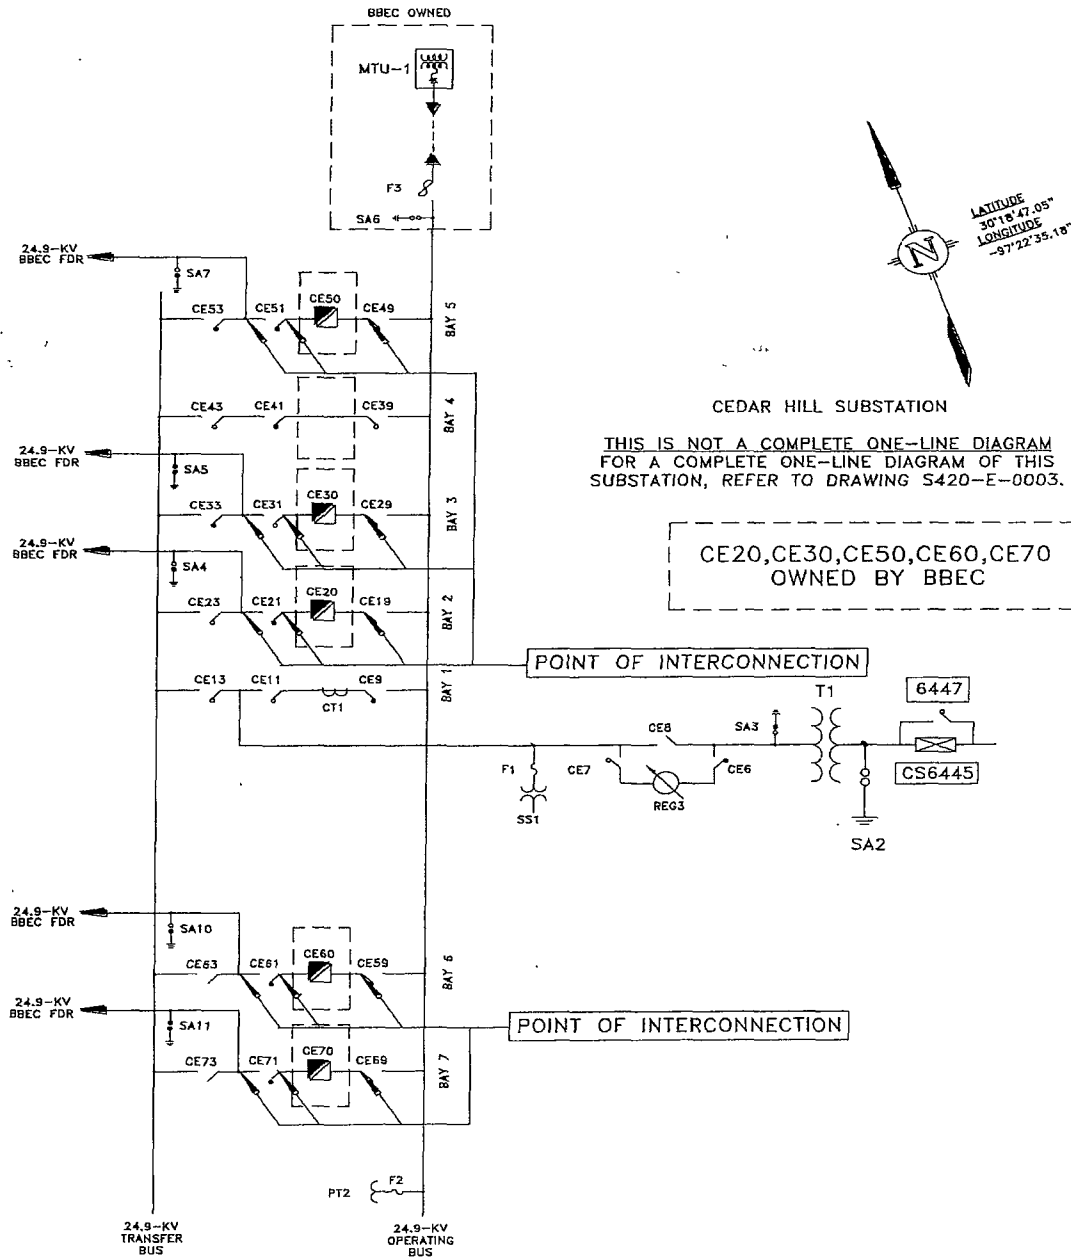 BBEC OWNED
MTU-1
F3
SA6
LATITUDE
30°18'47.05"
LONGITUDE
-97°22'35.18"
N
24.9-KV
BBEC FDR
SA7
CE53
CE51
CE50
CE49
BAY 5
CE43
CE41
CE39
BAY 4
CEDAR HILL SUBSTATION
THIS IS NOT A COMPLETE ONE-LINE DIAGRAM
FOR A COMPLETE ONE-LINE DIAGRAM OF THIS
SUBSTATION, REFER TO DRAWING S420-E-0003.
24.9-KV
BBEC FDR
SA5
CE33
CE31
CE30
CE29
BAY 3
CE20,CE30,CE50,CE60,CE70
OWNED BY BBEC
24.9-KV
BBEC FDR
SA4
CE23
CE21
CE20
CE19
BAY 2
POINT OF INTERCONNECTION
CE13
CE11
CT1
CE9
BAY 1
T1
6447
CE8
SA3
F1
CE7
CE6
REG3
SS1
CS6445
SA2
24.9-KV
BBEC FDR
SA10
CE63
CE61
CE60
CE59
BAY 6
24.9-KV
BBEC FDR
SA11
POINT OF INTERCONNECTION
CE73
CE71
CE70
CE69
BAY 7
PT2
F2
24.9-KV
TRANSFER
BUS
24.9-KV
OPERATING
BUS